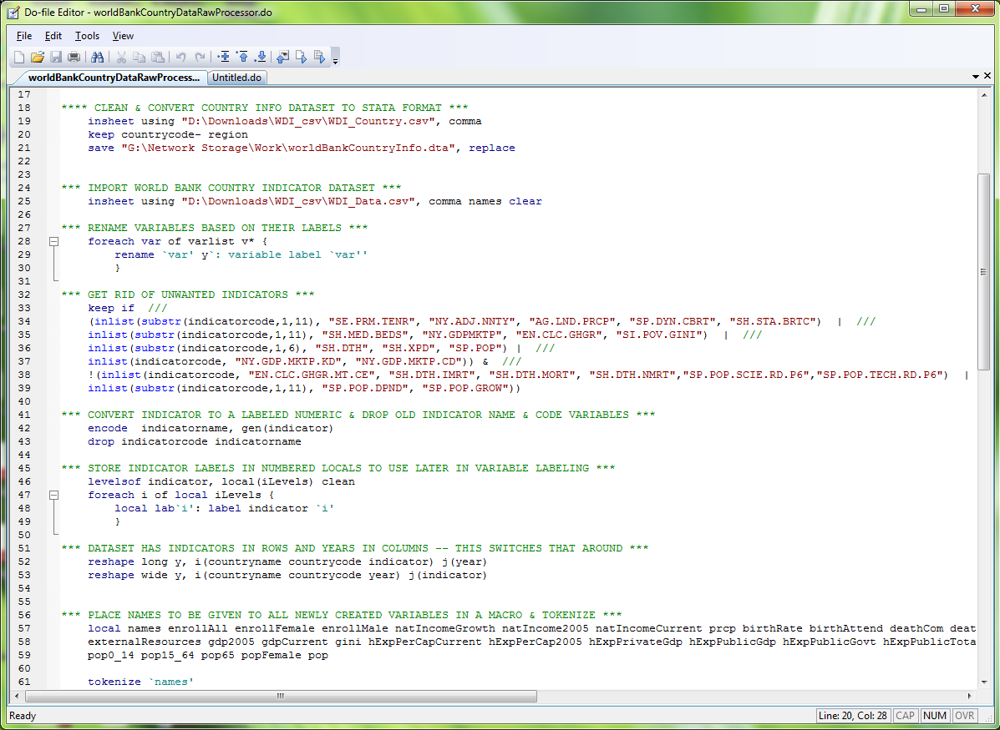 Do-file Editor - worldBankCountryDataRawProcessor.do
File Edit Tools View
worldBankCountryDataRawProcess... Untitled.do
17
18 **** CLEAN & CONVERT COUNTRY INFO DATASET TO STATA FORMAT ***
19 insheet using "D:\Downloads\WDI_csv\WDI_Country.csv", comma
20 keep countrycode- region
21 save "G:\Network Storage\Work\worldBankCountryInfo.dta", replace
22
23
24 *** IMPORT WORLD BANK COUNTRY INDICATOR DATASET ***
25 insheet using "D:\Downloads\WDI_csv\WDI_Data.csv", comma names clear
26
27 *** RENAME VARIABLES BASED ON THEIR LABELS ***
28 foreach var of varlist v* {
29 rename `var' y`: variable label `var''
30 }
31
32 *** GET RID OF UNWANTED INDICATORS ***
33 keep if ///
34 (inlist(substr(indicatorcode,1,11), "SE.PRM.TENR", "NY.ADJ.NNTY", "AG.LND.PRCP", "SP.DYN.CBRT", "SH.STA.BRTC") | ///
35 inlist(substr(indicatorcode,1,11), "SH.MED.BEDS", "NY.GDPMKTP", "EN.CLC.GHGR", "SI.POV.GINI") | ///
36 inlist(substr(indicatorcode,1,6), "SH.DTH", "SH.XPD", "SP.POP") | ///
37 inlist(indicatorcode, "NY.GDP.MKTP.KD", "NY.GDP.MKTP.CD")) & ///
38 !(inlist(indicatorcode, "EN.CLC.GHGR.MT.CE", "SH.DTH.IMRT", "SH.DTH.MORT", "SH.DTH.NMRT","SP.POP.SCIE.RD.P6","SP.POP.TECH.RD.P6") |
39 inlist(substr(indicatorcode,1,11), "SP.POP.DPND", "SP.POP.GROW"))
40
41 *** CONVERT INDICATOR TO A LABELED NUMERIC & DROP OLD INDICATOR NAME & CODE VARIABLES ***
42 encode indicatorname, gen(indicator)
43 drop indicatorcode indicatorname
44
45 *** STORE INDICATOR LABELS IN NUMBERED LOCALS TO USE LATER IN VARIABLE LABELING ***
46 levelsof indicator, local(iLevels) clean
47 foreach i of local iLevels {
48 local lab`i': label indicator `i'
49 }
50
51 *** DATASET HAS INDICATORS IN ROWS AND YEARS IN COLUMNS -- THIS SWITCHES THAT AROUND ***
52 reshape long y, i(countryname countrycode indicator) j(year)
53 reshape wide y, i(countryname countrycode year) j(indicator)
54
55
56 *** PLACE NAMES TO BE GIVEN TO ALL NEWLY CREATED VARIABLES IN A MACRO & TOKENIZE ***
57 local names enrollAll enrollFemale enrollMale natIncomeGrowth natIncome2005 natIncomeCurrent prcp birthRate birthAttend deathCom deat
58 externalResources gdp2005 gdpCurrent gini hExpPerCapCurrent hExpPerCap2005 hExpPrivateGdp hExpPublicGdp hExpPublicGovt hExpPublicTota
59 pop0_14 pop15_64 pop65 popFemale pop
60
61 tokenize `names'
Ready Line: 20, Col: 28 CAP NUM OVR